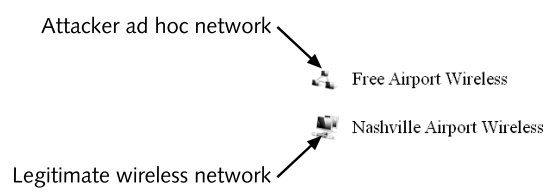 Attacker ad hoc network
Free Airport Wireless
Nashville Airport Wireless
Legitimate wireless network